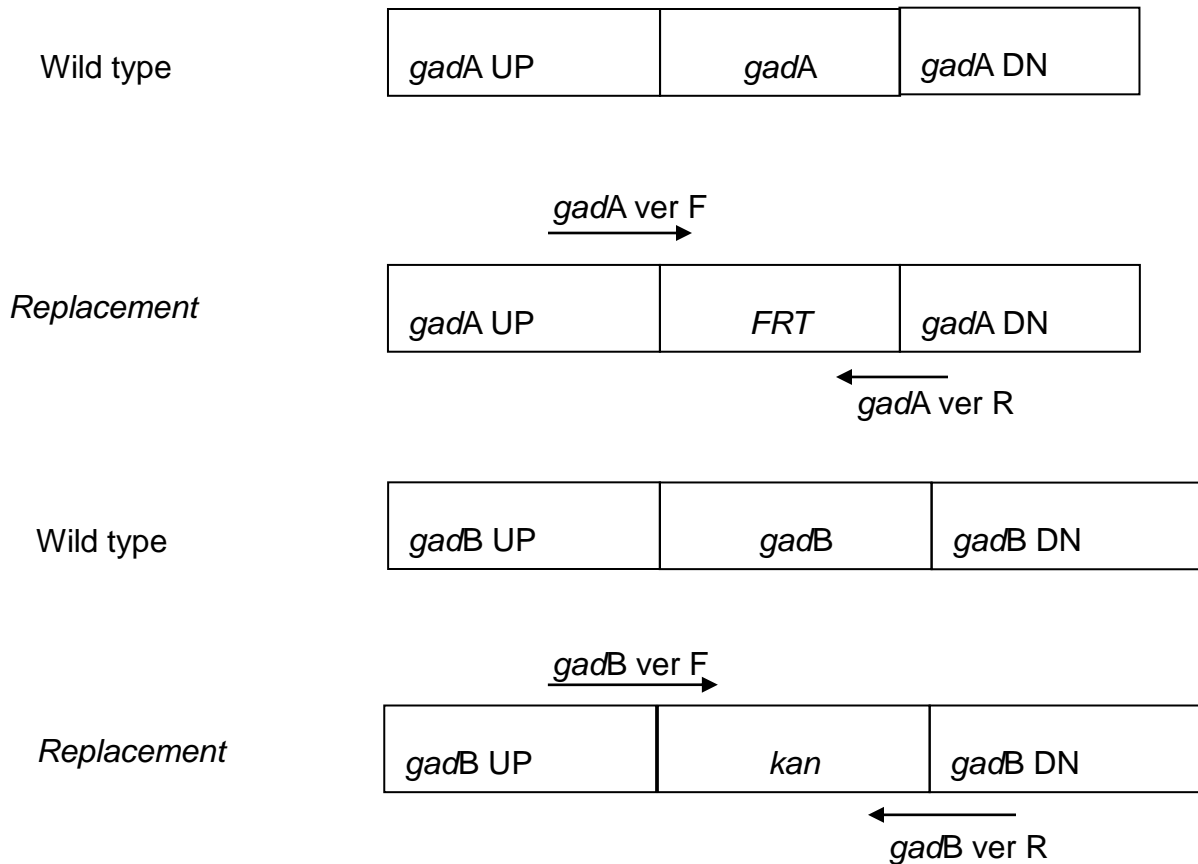 Wild type
gadA UP
gadA
gadA DN
gadA ver F
Replacement
gadA UP
FRT
gadA DN
gadA ver R
Wild type
gadB UP
gadB
gadB DN
gadB ver F
Replacement
gadB UP
kan
gadB DN
gadB ver R